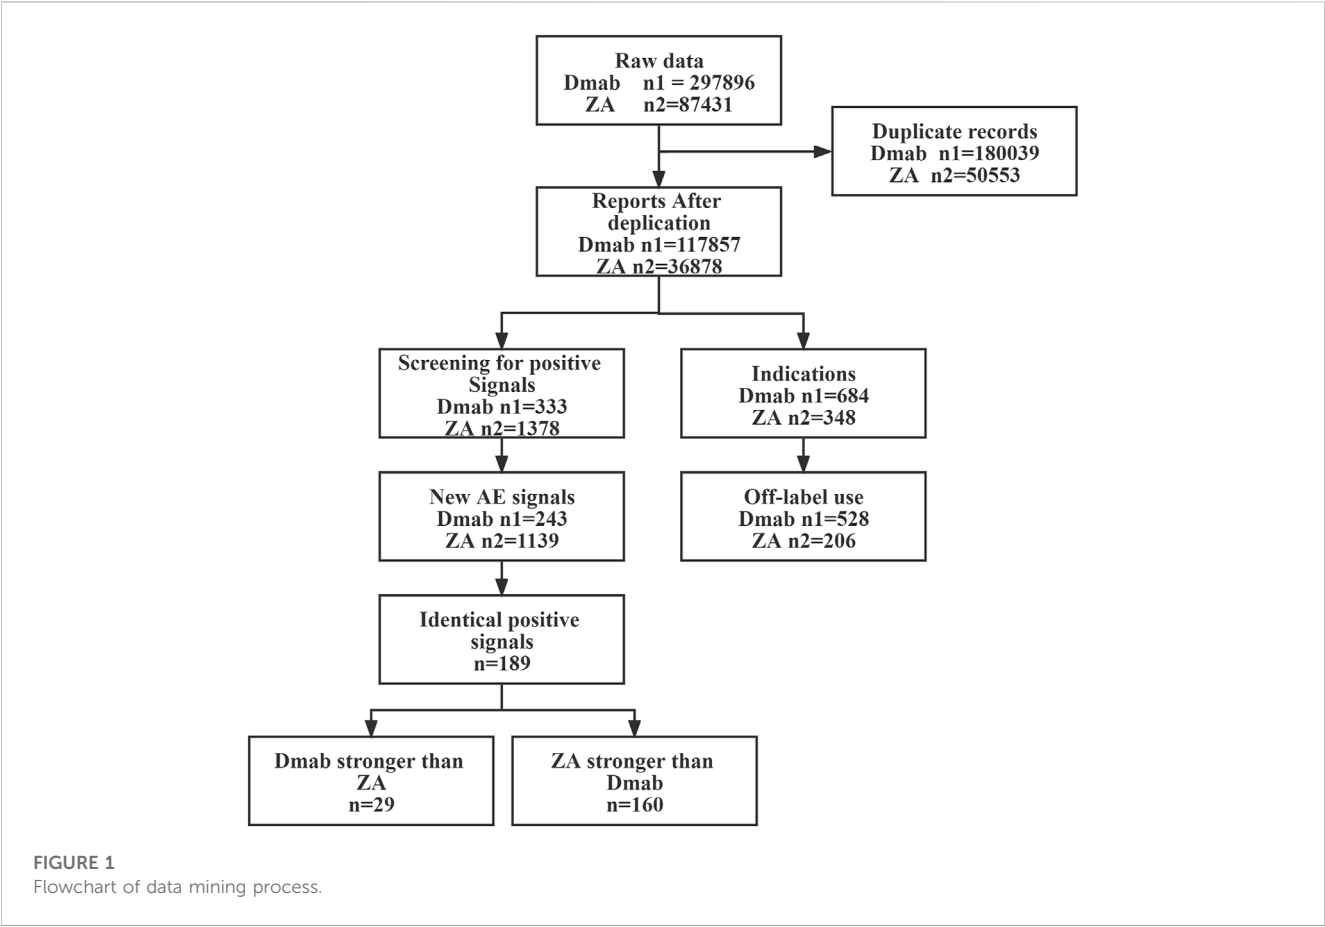 Raw data
Dmab n1 = 297896
ZA n2=87431
Duplicate records
Dmab n1=180039
ZA n2=50553
Reports After
deplication
Dmab n1=117857
ZA n2=36878
Screening for positive
Signals
Dmab n1=333
ZA n2=1378
Indications
Dmab n1=684
ZA n2=348
New AE signals
Dmab n1=243
ZA n2=1139
Off-label use
Dmab n1=528
ZA n2=206
Identical positive
signals
n=189
Dmab stronger than
ZA
n=29
ZA stronger than
Dmab
n=160
FIGURE 1
Flowchart of data mining process.